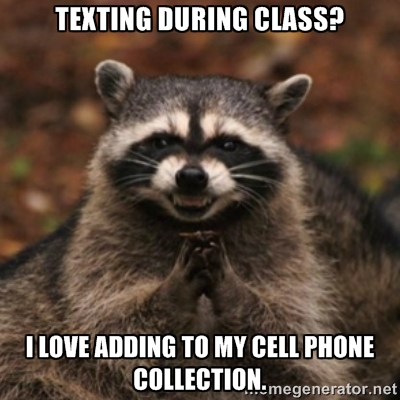 TEXTING DURING CLASS?
I LOVE ADDING TO MY CELL PHONE
COLLECTION.
memegenerator.net